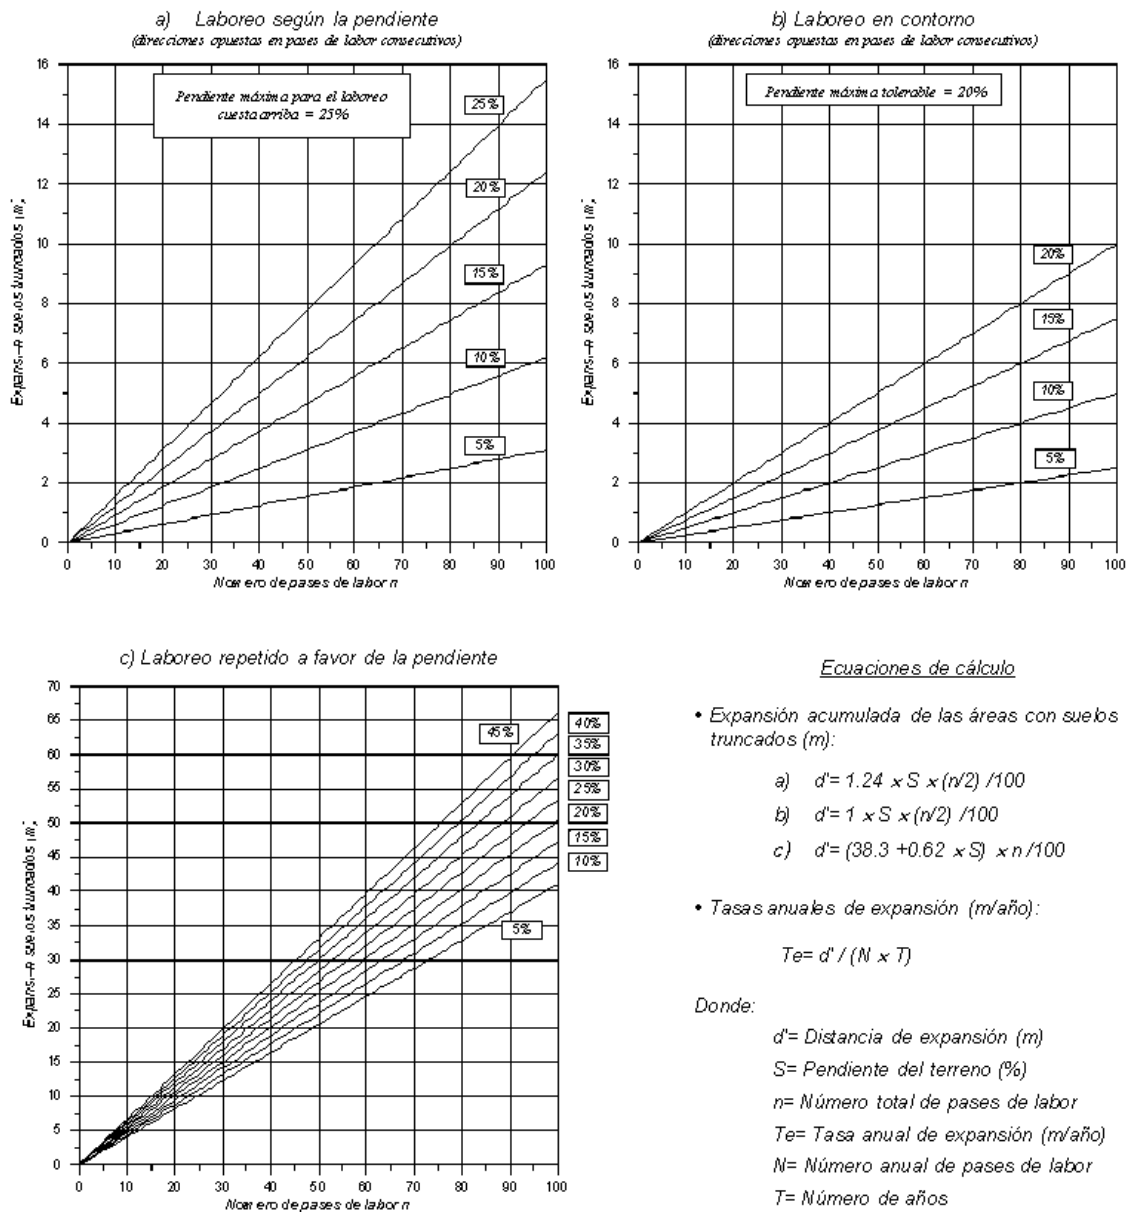 a) Laboreo según la pendiente
(direcciones opuestas en pases de labor consecutivos)
16
14
12
10
8
6
4
2
0
Pendiente máxima para el laboreo
cuesta arriba = 25%
25%
20%
15%
10%
5%
0 10 20 30 40 50 60 70 80 90 100
de pases de labor n
suelos truncados
b) Laboreo en contorno
(direcciones opuestas en pases de labor consecutivos)
16
14
12
10
8
6
4
2
0
Pendiente máxima tolerable = 20%
20%
15%
10%
5%
0 10 20 30 40 50 60 70 80 90 100
de pases de labor n
suelos truncados
c) Laboreo repetido a favor de la pendiente
70
65
60
55
50
45
40
35
30
25
20
15
10
5
0
45%
40%
35%
30%
25%
20%
15%
10%
5%
0 10 20 30 40 50 60 70 80 90 100
de pases de labor n
suelos truncados
Ecuaciones de cálculo
• Expansión acumulada de las áreas con suelos
truncados (m):
a) d'= 1.24 x S x (n/2) /100
b) d'= 1 x S x (n/2) /100
c) d'= (38.3 +0.62 x S) x n /100
• Tasas anuales de expansión (m/año):
Te= d' / (N x T)
Donde:
d'= Distancia de expansión (m)
S= Pendiente del terreno (%)
n= Número total de pases de labor
Te= Tasa anual de expansión (m/año)
N= Número anual de pases de labor
T= Número de años